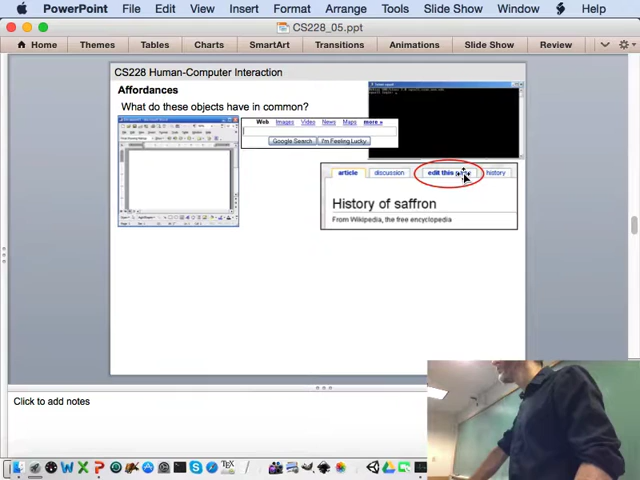 PowerPoint File Edit View Insert Format Arrange Tools Slide Show Window Help
CS228_05.ppt
Home Themes Tables Charts SmartArt Transitions Animations Slide Show Review
CS228 Human-Computer Interaction
Affordances
What do these objects have in common?
Web Images Video News Maps more »
Google Search I'm Feeling Lucky
article discussion edit this history
History of saffron
From Wikipedia, the free encyclopedia
Click to add notes